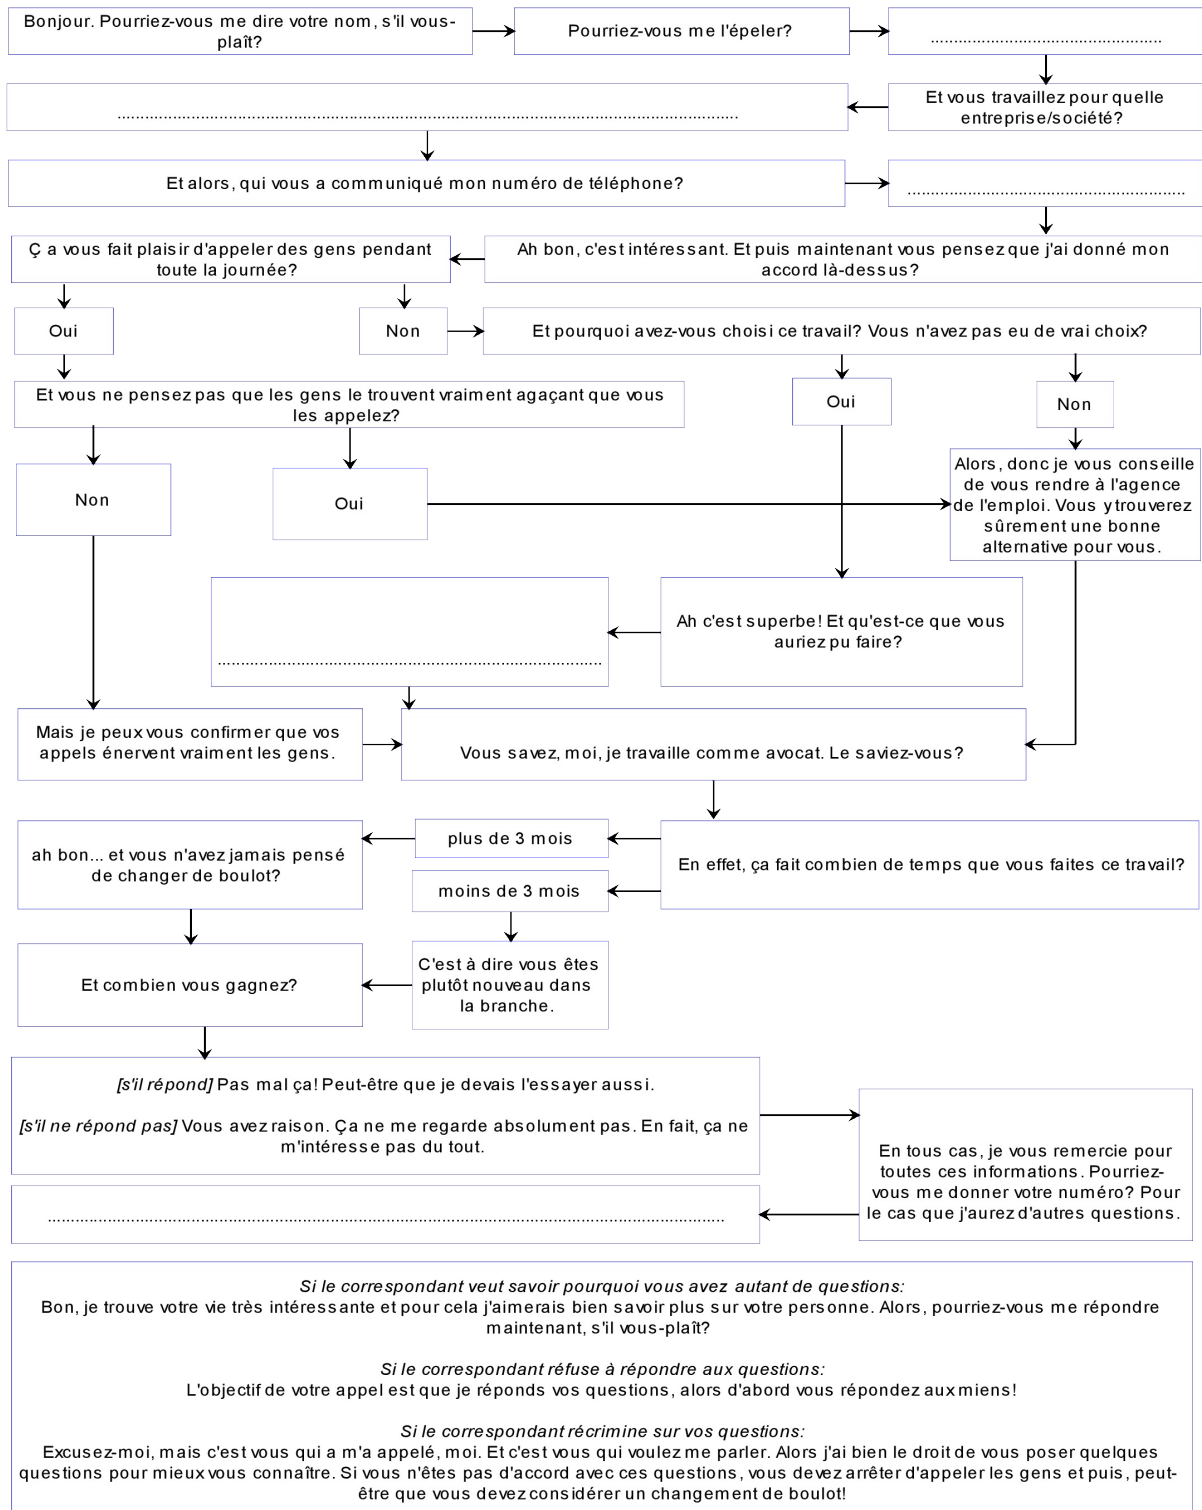 Bonjour. Pourriez-vous me dire votre nom, s'il vous-
plaît?
Pourriez-vous me l'épeler?
..................................................
Et vous travaillez pour quelle
entreprise/société?
........................................................................................................................................
Et alors, qui vous a communiqué mon numéro de téléphone?
............................................................
Ah bon, c'est intéressant. Et puis maintenant vous pensez que j'ai donné mon
accord là-dessus?
Ç a vous fait plaisir d'appeler des gens pendant
toute la journée?
Oui
Non
Et pourquoi avez-vous choisi ce travail? Vous n'avez pas eu de vrai choix?
Et vous ne pensez pas que les gens le trouvent vraiment agaçant que vous
les appelez?
Oui
Non
Non
Oui
Alors, donc je vous conseille
de vous rendre à l'agence
de l'emploi. Vous y trouverez
sûrement une bonne
alternative pour vous.
Ah c'est superbe! Et qu'est-ce que vous
auriez pu faire?
....................................................................................
Mais je peux vous confirmer que vos
appels énervent vraiment les gens.
Vous savez, moi, je travaille comme avocat. Le saviez-vous?
En effet, ça fait combien de temps que vous faites ce travail?
plus de 3 mois
moins de 3 mois
ah bon... et vous n'avez jamais pensé
de changer de boulot?
C'est à dire vous êtes
plutôt nouveau dans
la branche.
Et combien vous gagnez?
[s'il répond] Pas mal ça! Peut-être que je devais l'essayer aussi.
[s'il ne répond pas] Vous avez raison. Ça ne me regarde absolument pas. En fait, ça ne
m'intéresse pas du tout.
En tous cas, je vous remercie pour
toutes ces informations. Pourriez-
vous me donner votre numéro? Pour
le cas que j'aurez d'autres questions.
....................................................................................................................................................
Si le correspondant veut savoir pourquoi vous avez autant de questions:
Bon, je trouve votre vie très intéressante et pour cela j'aimerais bien savoir plus sur votre personne. Alors, pourriez-vous me répondre
maintenant, s'il vous-plaît?
Si le correspondant réfuse à répondre aux questions:
L'objectif de votre appel est que je réponds vos questions, alors d'abord vous répondez aux miens!
Si le correspondant récrimine sur vos questions:
Excusez-moi, mais c'est vous qui a m'a appelé, moi. Et c'est vous qui voulez me parler. Alors j'ai bien le droit de vous poser quelques
questions pour mieux vous connaître. Si vous n'êtes pas d'accord avec ces questions, vous devez arrêter d'appeler les gens et puis, peut-
être que vous devez considérer un changement de boulot!